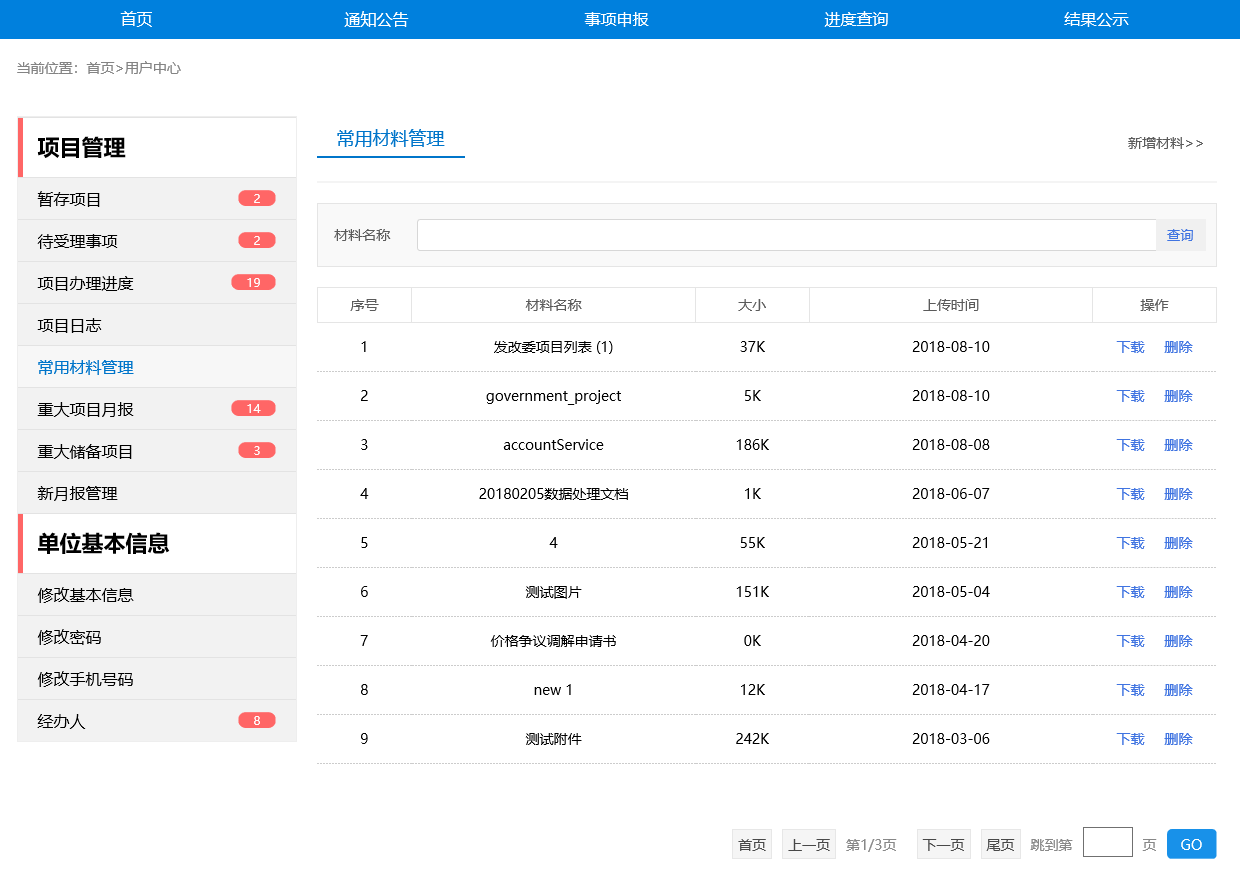 首页 通知公告 事项申报 进度查询 结果公示
当前位置：首页>用户中心
项目管理
暂存项目 2
待受理事项 2
项目办理进度 19
项目日志
常用材料管理
重大项目月报 14
重大储备项目 3
新月报管理
单位基本信息
修改基本信息
修改密码
修改手机号码
经办人 8
常用材料管理
新增材料>>
材料名称 查询
序号 材料名称 大小 上传时间 操作
1 发改委项目列表 (1) 37K 2018-08-10 下载 删除
2 government_project 5K 2018-08-10 下载 删除
3 accountService 186K 2018-08-08 下载 删除
4 20180205数据处理文档 1K 2018-06-07 下载 删除
5 4 55K 2018-05-21 下载 删除
6 测试图片 151K 2018-05-04 下载 删除
7 价格争议调解申请书 0K 2018-04-20 下载 删除
8 new 1 12K 2018-04-17 下载 删除
9 测试附件 242K 2018-03-06 下载 删除
首页 上一页 第1/3页 下一页 尾页 跳到第 页 GO